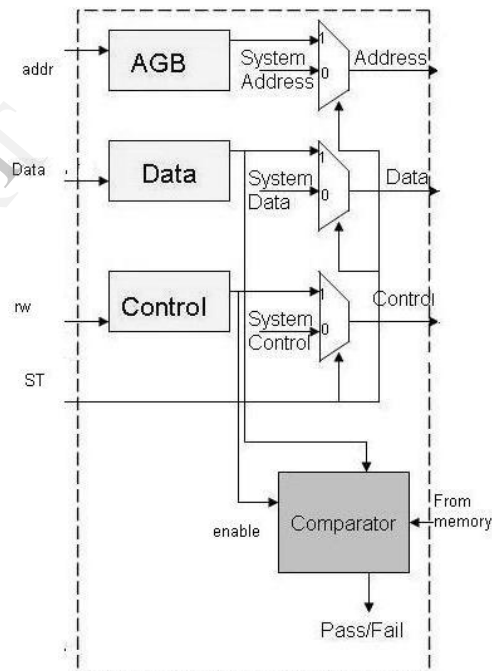 addr
AGB
1
System
Address
0
Address
Data
Data
1
System
Data
0
Data
rw
Control
1
System
Control
0
Control
ST
enable
Comparator
From
memory
Pass/Fail